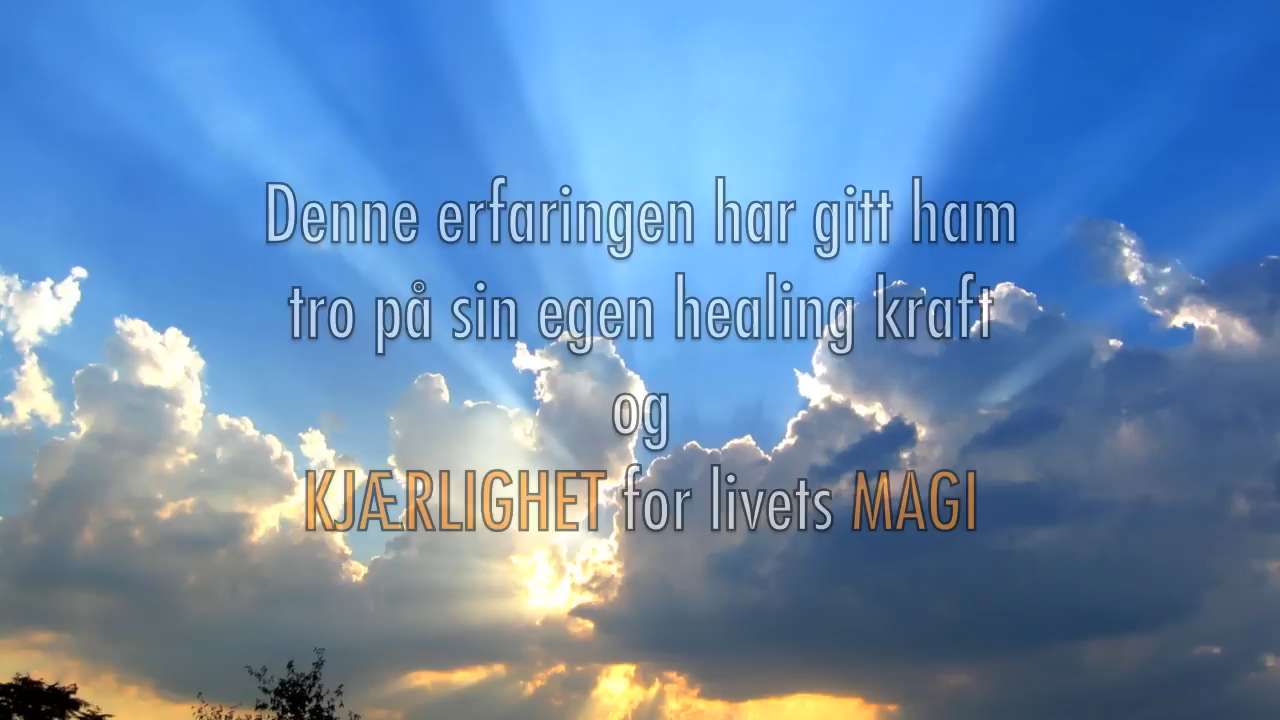 Denne erfaringen har gitt ham
tro på sin egen healing kraft
og
KJÆRLIGHET for livets MAGI